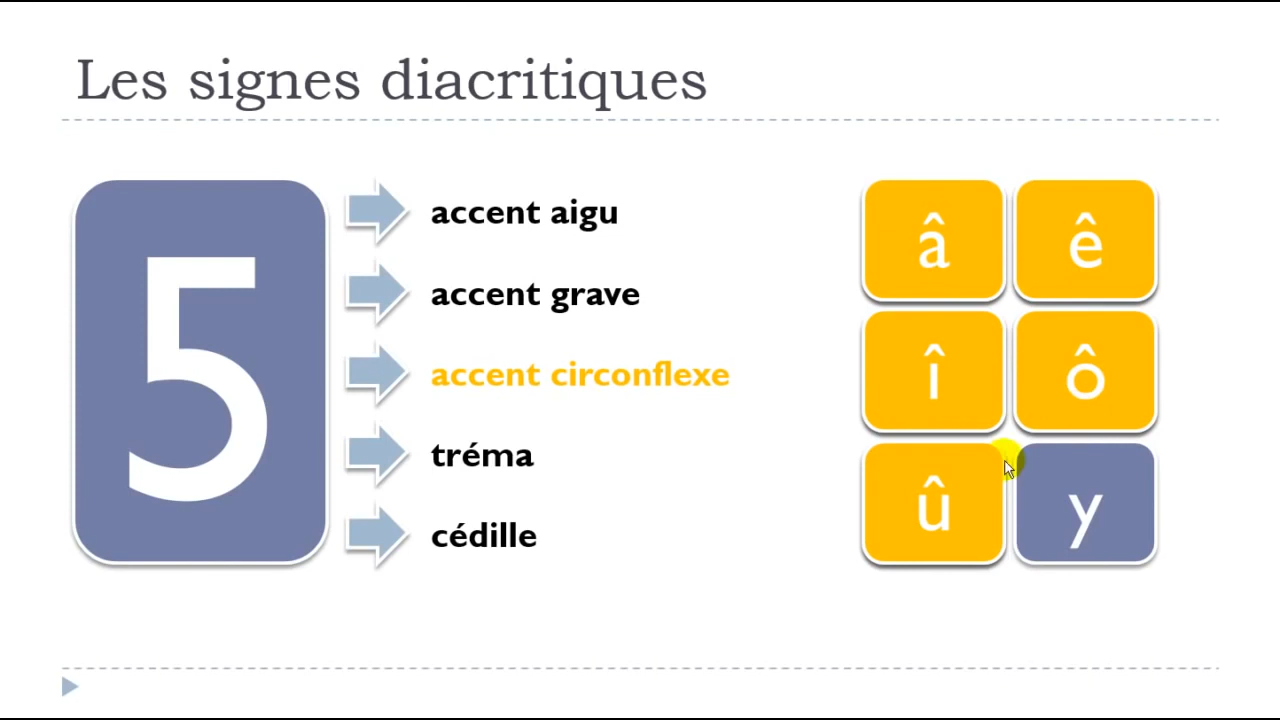 Les signes diacritiques
5
accent aigu
accent grave
accent circonflexe
tréma
cédille
â ê
î ô
û y